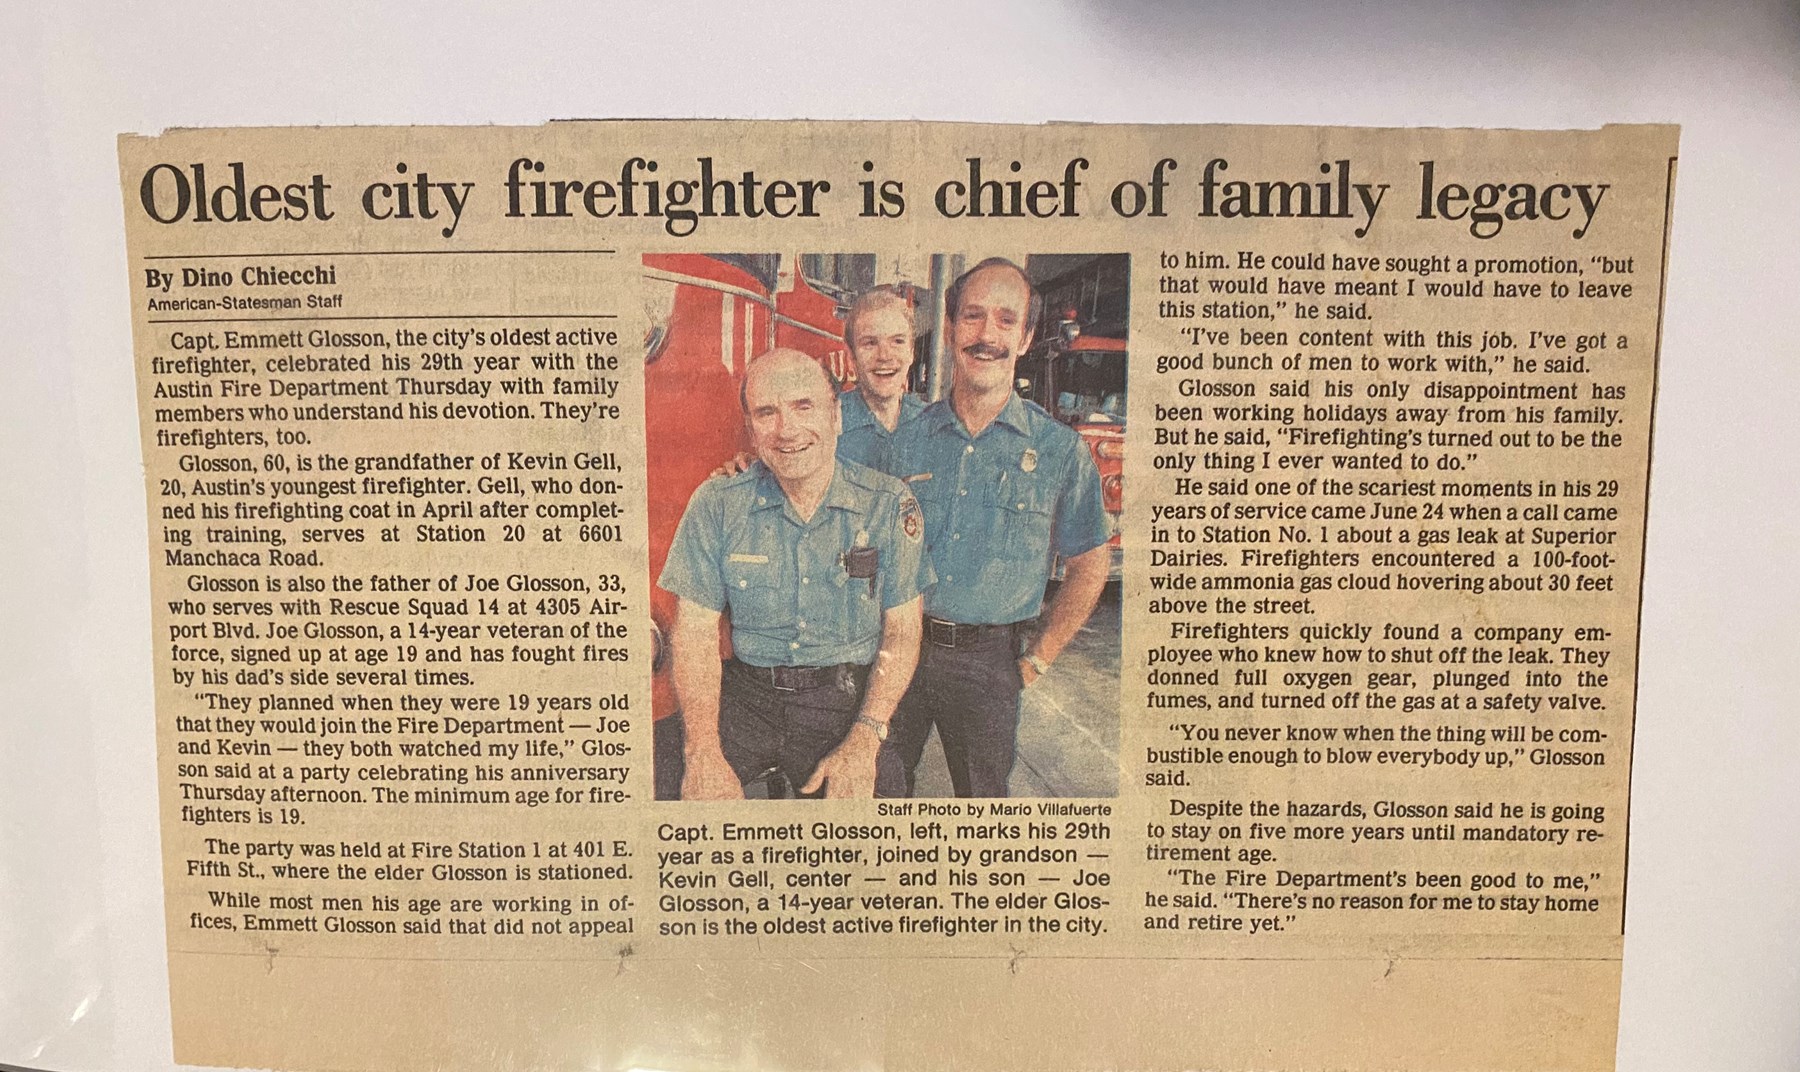 Oldest city firefighter is chief of family legacy
By Dino Chiecchi
American-Statesman Staff
Capt. Emmett Glosson, the city's oldest active
firefighter, celebrated his 29th year with the
Austin Fire Department Thursday with family
members who understand his devotion. They're
firefighters, too.
Glosson, 60, is the grandfather of Kevin Gell,
20, Austin's youngest firefighter. Gell, who don-
ned his firefighting coat in April after complet-
ing training, serves at Station 20 at 6601
Manchaca Road.
Glosson is also the father of Joe Glosson, 33,
who serves with Rescue Squad 14 at 4305 Air-
port Blvd. Joe Glosson, a 14-year veteran of the
force, signed up at age 19 and has fought fires
by his dad's side several times.
"They planned when they were 19 years old
that they would join the Fire Department — Joe
and Kevin — they both watched my life," Glos-
son said at a party celebrating his anniversary
Thursday afternoon. The minimum age for fire-
fighters is 19.
The party was held at Fire Station 1 at 401 E.
Fifth St., where the elder Glosson is stationed.
While most men his age are working in of-
fices, Emmett Glosson said that did not appeal
Staff Photo by Mario Villafuerte
Capt. Emmett Glosson, left, marks his 29th
year as a firefighter, joined by grandson —
Kevin Gell, center — and his son — Joe
Glosson, a 14-year veteran. The elder Glos-
son is the oldest active firefighter in the city.
to him. He could have sought a promotion, "but
that would have meant I would have to leave
this station," he said.
"I've been content with this job. I've got a
good bunch of men to work with," he said.
Glosson said his only disappointment has
been working holidays away from his family.
But he said, "Firefighting's turned out to be the
only thing I ever wanted to do."
He said one of the scariest moments in his 29
years of service came June 24 when a call came
in to Station No. 1 about a gas leak at Superior
Dairies. Firefighters encountered a 100-foot-
wide ammonia gas cloud hovering about 30 feet
above the street.
Firefighters quickly found a company em-
ployee who knew how to shut off the leak. They
donned full oxygen gear, plunged into the
fumes, and turned off the gas at a safety valve.
"You never know when the thing will be com-
bustible enough to blow everybody up," Glosson
said.
Despite the hazards, Glosson said he is going
to stay on five more years until mandatory re-
tirement age.
"The Fire Department's been good to me,"
he said. "There's no reason for me to stay home
and retire yet."